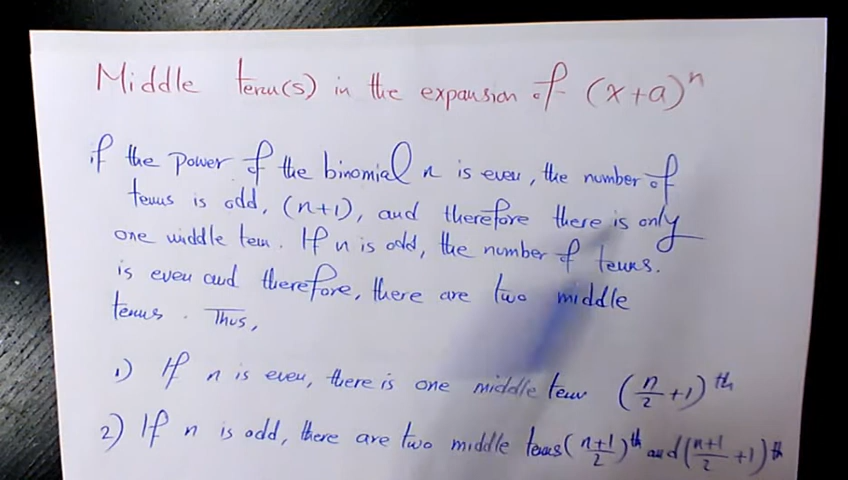 Middle term(s) in the expansion of (x+a)^n
if the power of the binomial n is even, the number of
terms is odd, (n+1), and therefore there is only
one middle term. If n is odd, the number of terms.
is even and therefore, there are two middle
terms. Thus,
1) If n is even, there is one middle term (n/2 +1)^th
2) If n is odd, there are two middle terms (n+1/2)^th and (n+1/2 +1)^th